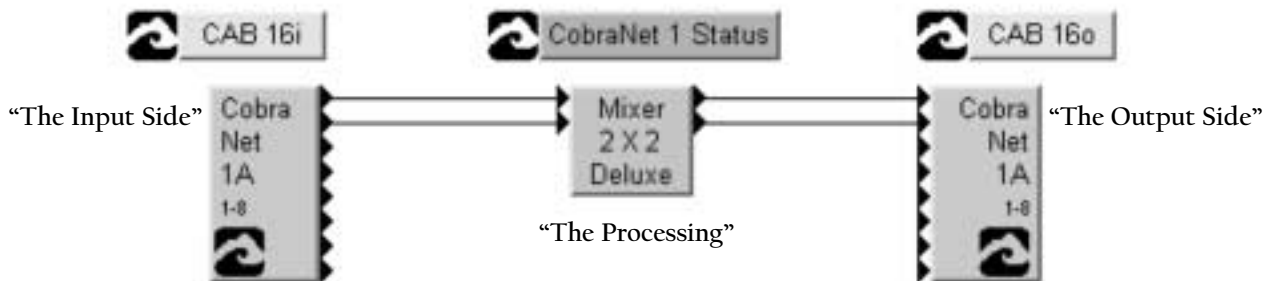 CAB 16i
CobraNet 1 Status
CAB 16o
“The Input Side”
Cobra
Net
1A
1-8
Mixer
2 X 2
Deluxe
“The Processing”
Cobra
Net
1A
1-8
“The Output Side”